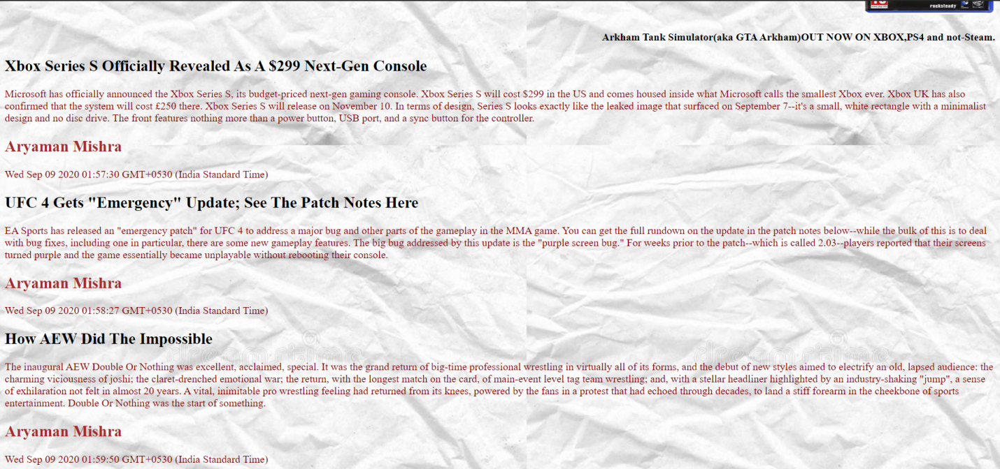 rocksteady
Arkham Tank Simulator(aka GTA Arkham)OUT NOW ON XBOX,PS4 and not-Steam.
Xbox Series S Officially Revealed As A $299 Next-Gen Console
Microsoft has officially announced the Xbox Series S, its budget-priced next-gen gaming console. Xbox Series S will cost $299 in the US and comes housed inside what Microsoft calls the smallest Xbox ever. Xbox UK has also
confirmed that the system will cost £250 there. Xbox Series S will release on November 10. In terms of design, Series S looks exactly like the leaked image that surfaced on September 7--it's a small, white rectangle with a minimalist
design and no disc drive. The front features nothing more than a power button, USB port, and a sync button for the controller.
Aryaman Mishra
Wed Sep 09 2020 01:57:30 GMT+0530 (India Standard Time)
UFC 4 Gets "Emergency" Update; See The Patch Notes Here
EA Sports has released an "emergency patch" for UFC 4 to address a major bug and other parts of the gameplay in the MMA game. You can get the full rundown on the update in the patch notes below--while the bulk of this is to deal
with bug fixes, including one in particular, there are some new gameplay features. The big bug addressed by this update is the "purple screen bug." For weeks prior to the patch--which is called 2.03--players reported that their screens
turned purple and the game essentially became unplayable without rebooting their console.
Aryaman Mishra
Wed Sep 09 2020 01:58:27 GMT+0530 (India Standard Time)
How AEW Did The Impossible
The inaugural AEW Double Or Nothing was excellent, acclaimed, special. It was the grand return of big-time professional wrestling in virtually all of its forms, and the debut of new styles aimed to electrify an old, lapsed audience: the
charming viciousness of joshi; the claret-drenched emotional war; the return, with the longest match on the card, of main-event level tag team wrestling; and, with a stellar headliner highlighted by an industry-shaking "jump", a sense
of exhilaration not felt in almost 20 years. A vital, inimitable pro wrestling feeling had returned from its knees, powered by the fans in a protest that had echoed through decades, to land a stiff forearm in the cheekbone of sports
entertainment. Double Or Nothing was the start of something.
Aryaman Mishra
Wed Sep 09 2020 01:59:50 GMT+0530 (India Standard Time)